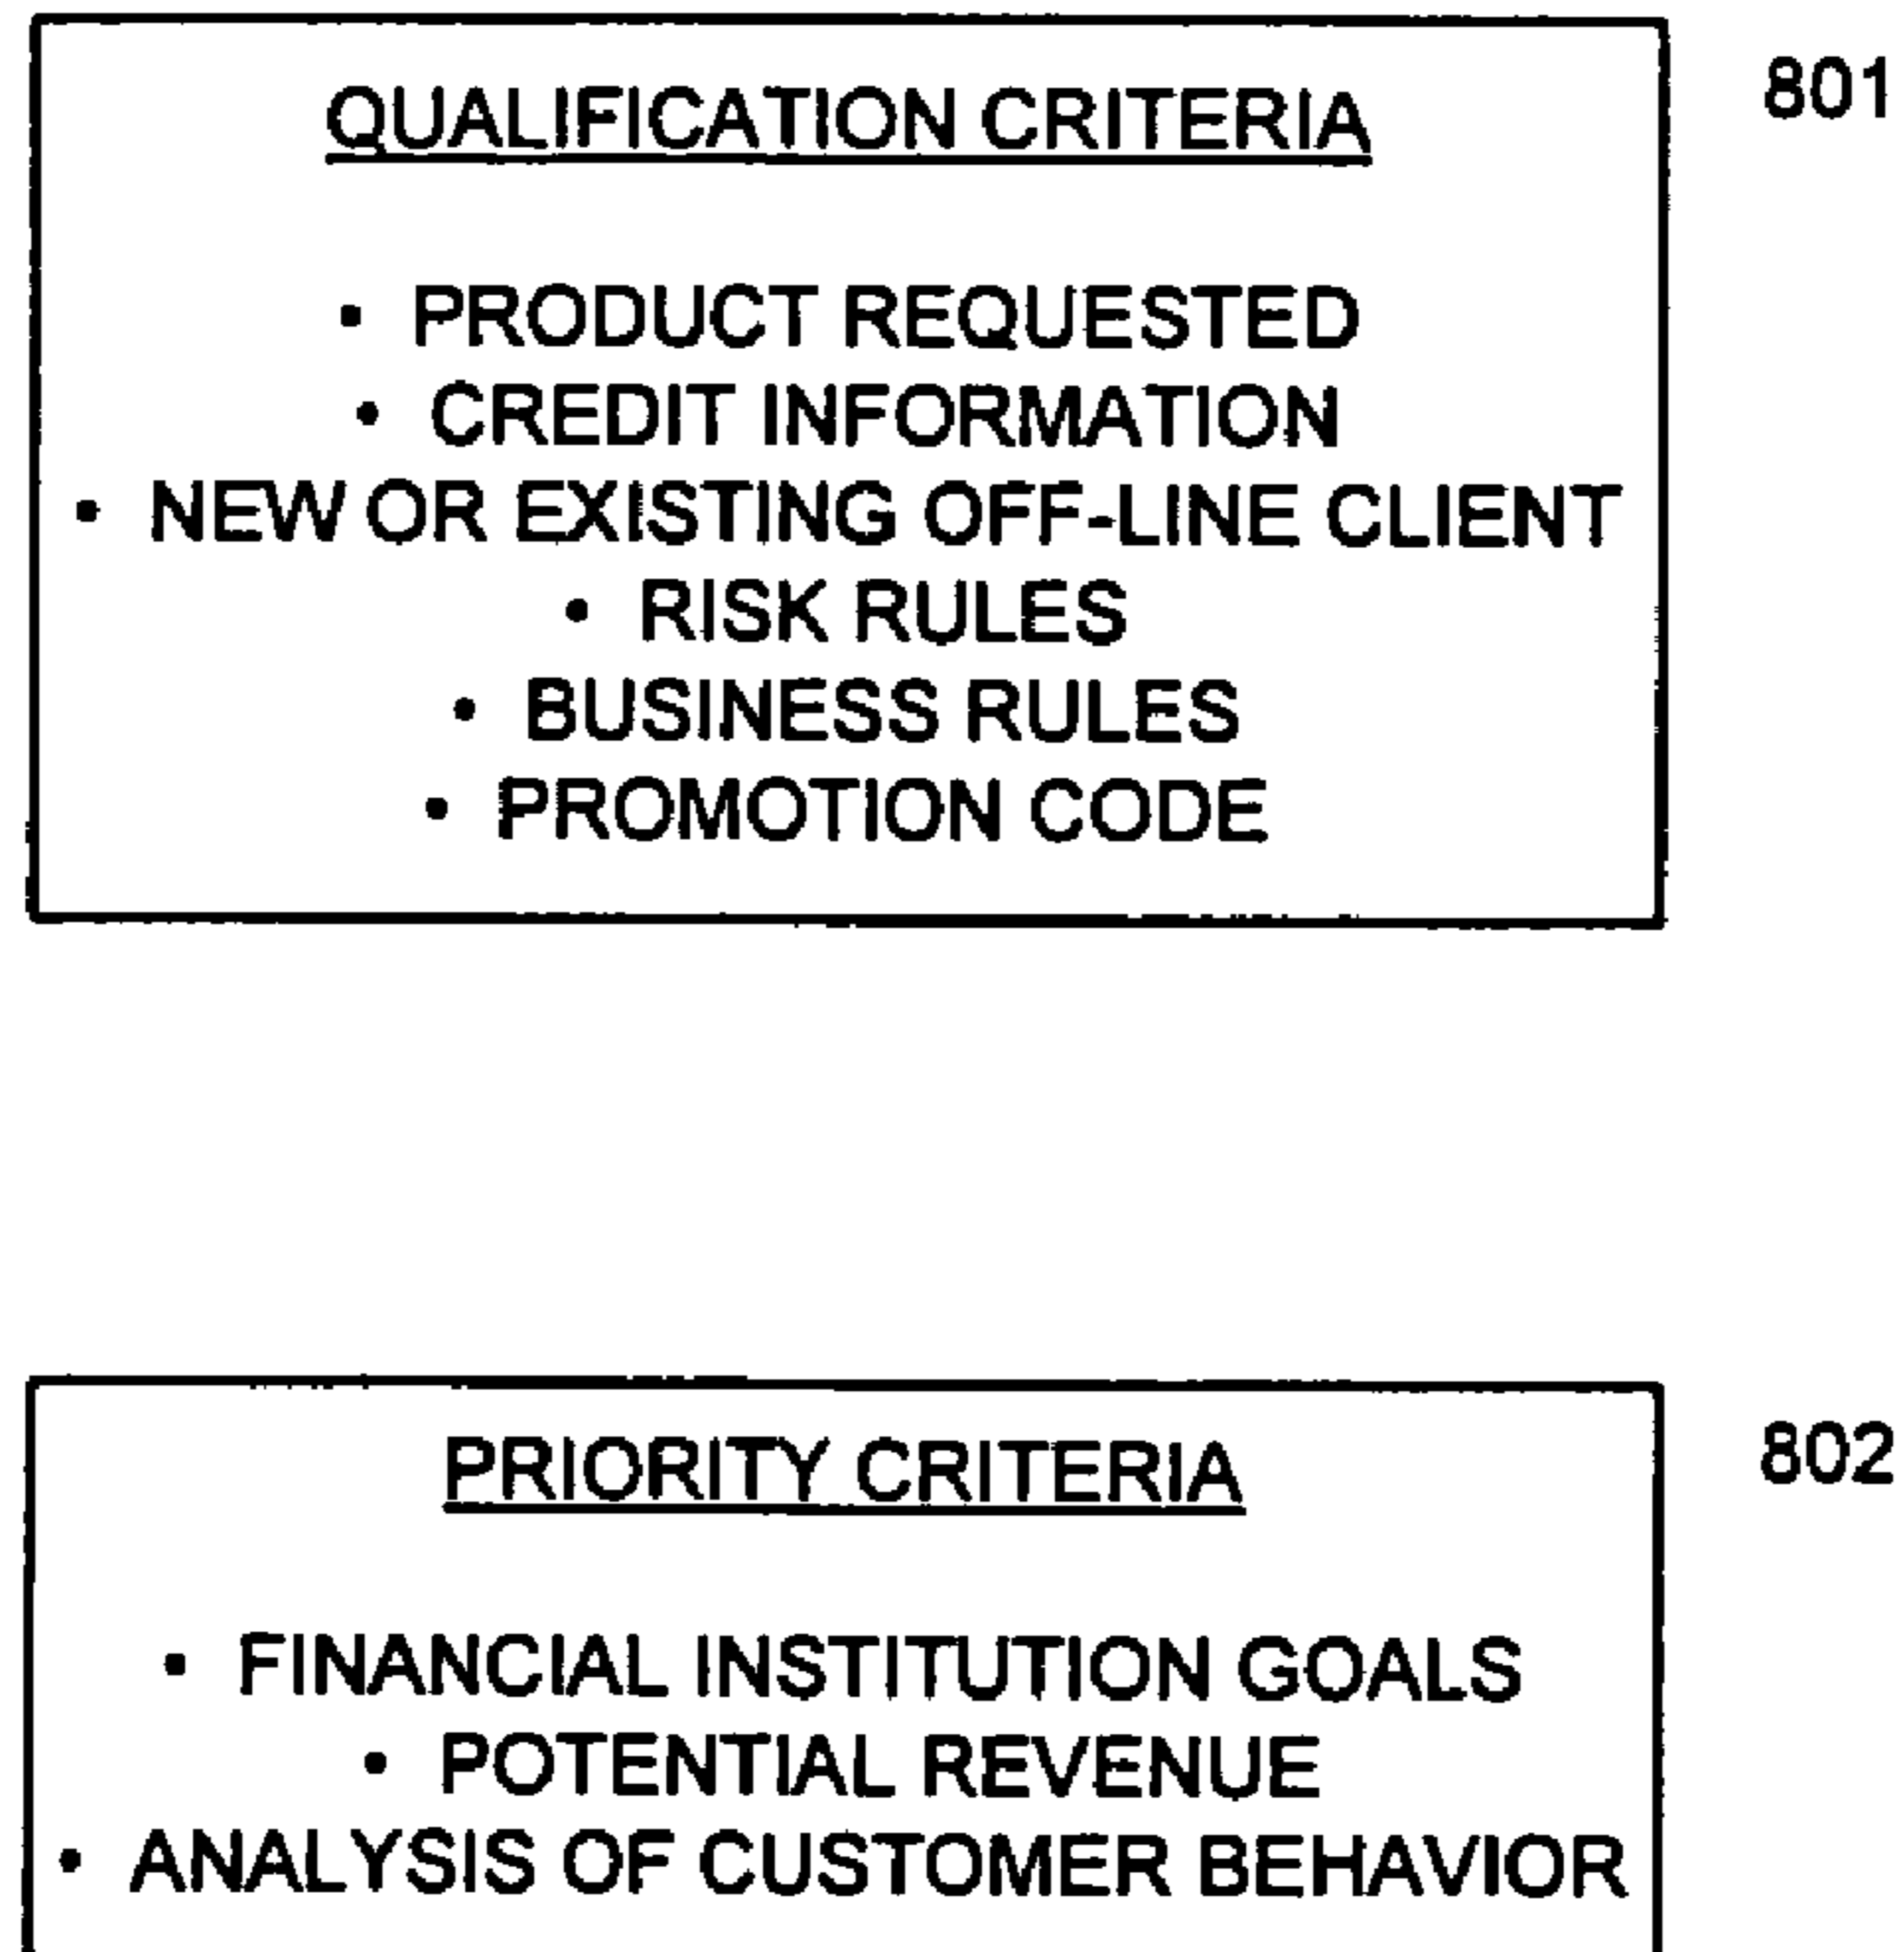 QUALIFICATION CRITERIA
801
• PRODUCT REQUESTED
• CREDIT INFORMATION
• NEW OR EXISTING OFF-LINE CLIENT
• RISK RULES
• BUSINESS RULES
• PROMOTION CODE
PRIORITY CRITERIA
802
• FINANCIAL INSTITUTION GOALS
• POTENTIAL REVENUE
• ANALYSIS OF CUSTOMER BEHAVIOR